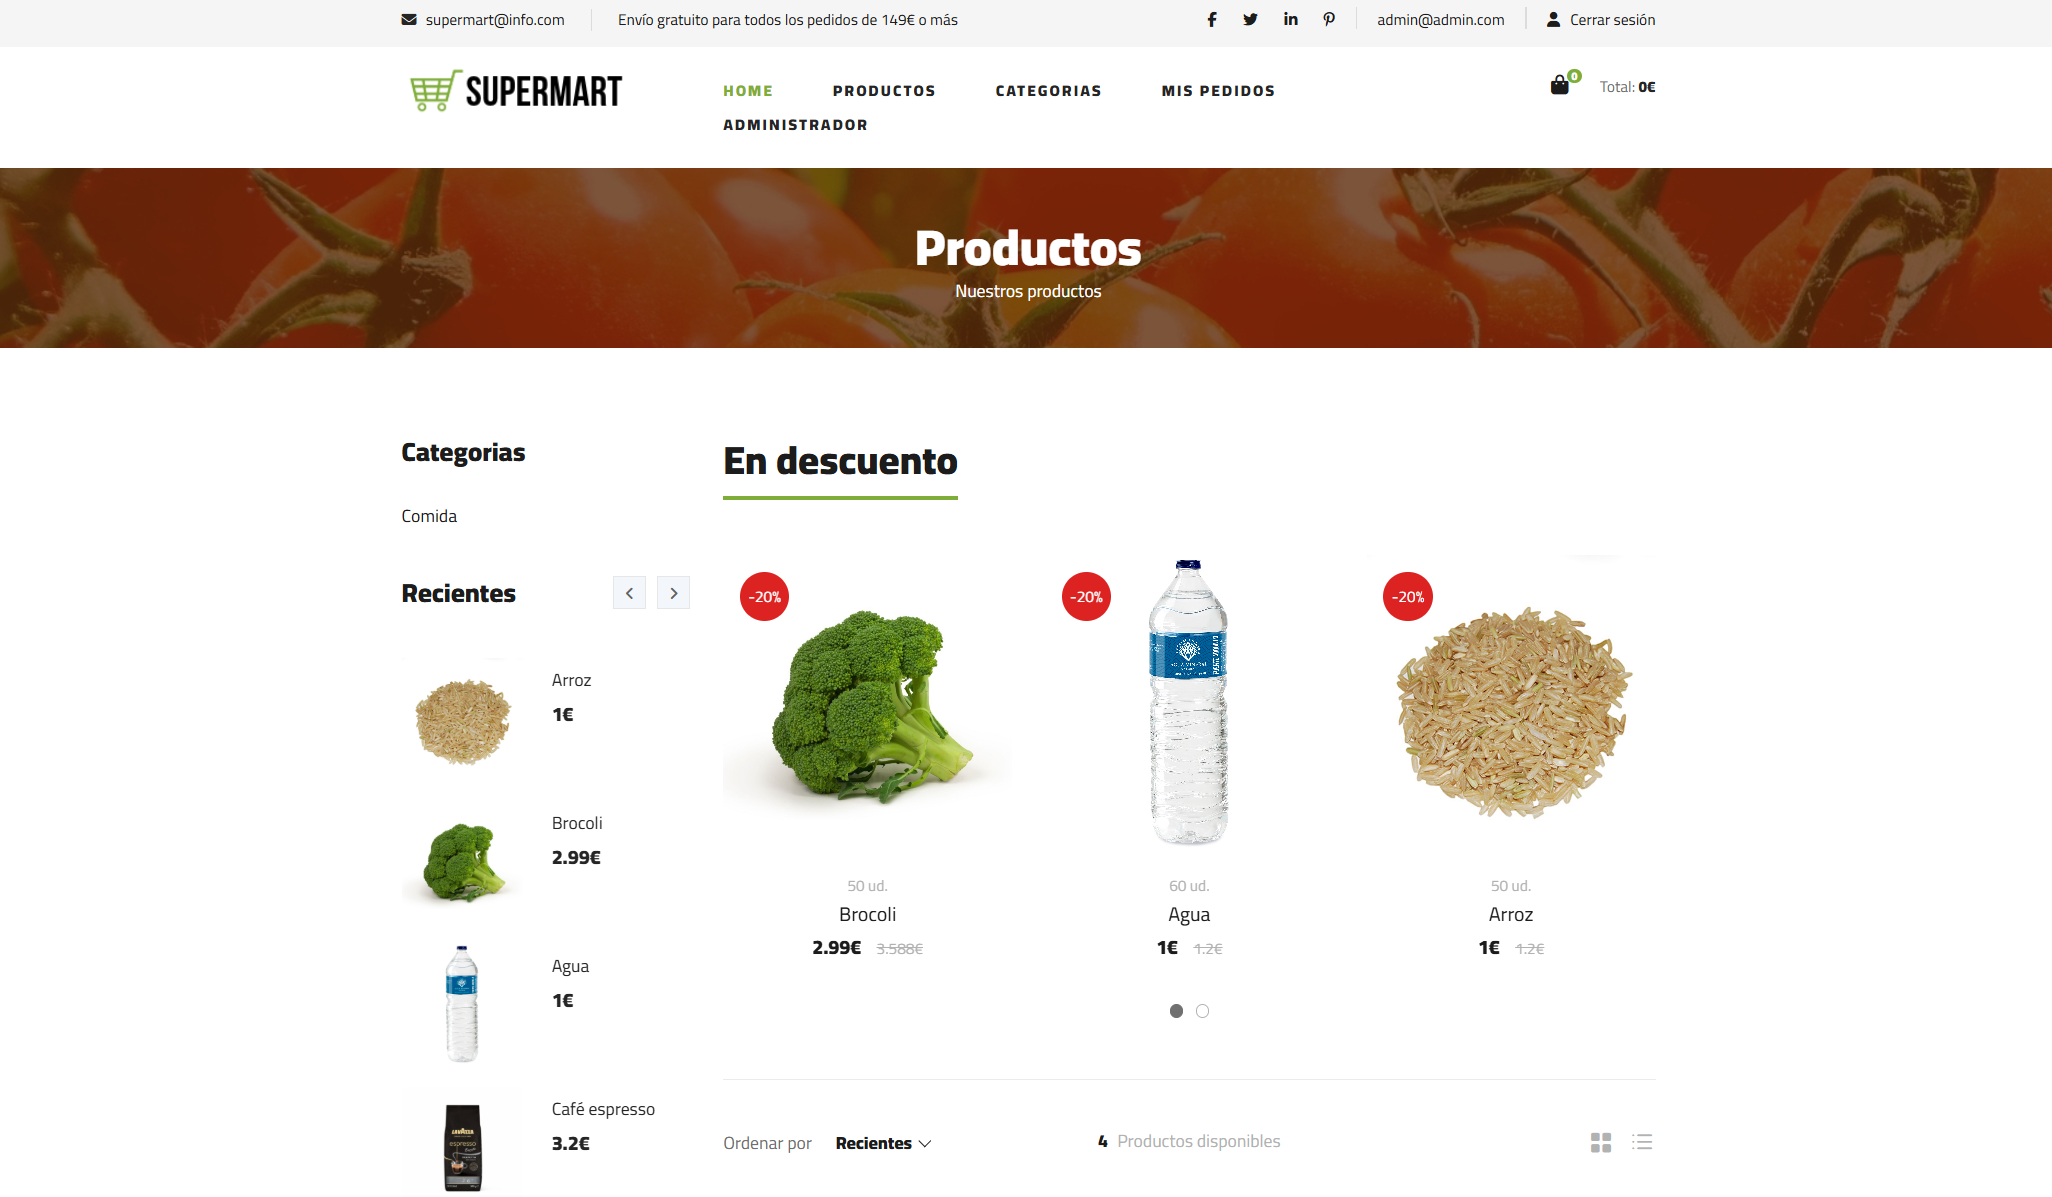 supermart@info.com
Envío gratuito para todos los pedidos de 149€ o más
admin@admin.com
Cerrar sesión
SUPERMART
HOME
PRODUCTOS
CATEGORIAS
MIS PEDIDOS
ADMINISTRADOR
0
Total: 0€
Productos
Nuestros productos
Categorias
Comida
Recientes
Arroz
1€
Brocoli
2.99€
Agua
1€
LAVAZZA
espresso
Café espresso
3.2€
En descuento
-20%
50 ud.
Brocoli
2.99€ 3.588€
-20%
60 ud.
Agua
1€ 1.2€
-20%
50 ud.
Arroz
1€ 1.2€
Ordenar por Recientes
4 Productos disponibles